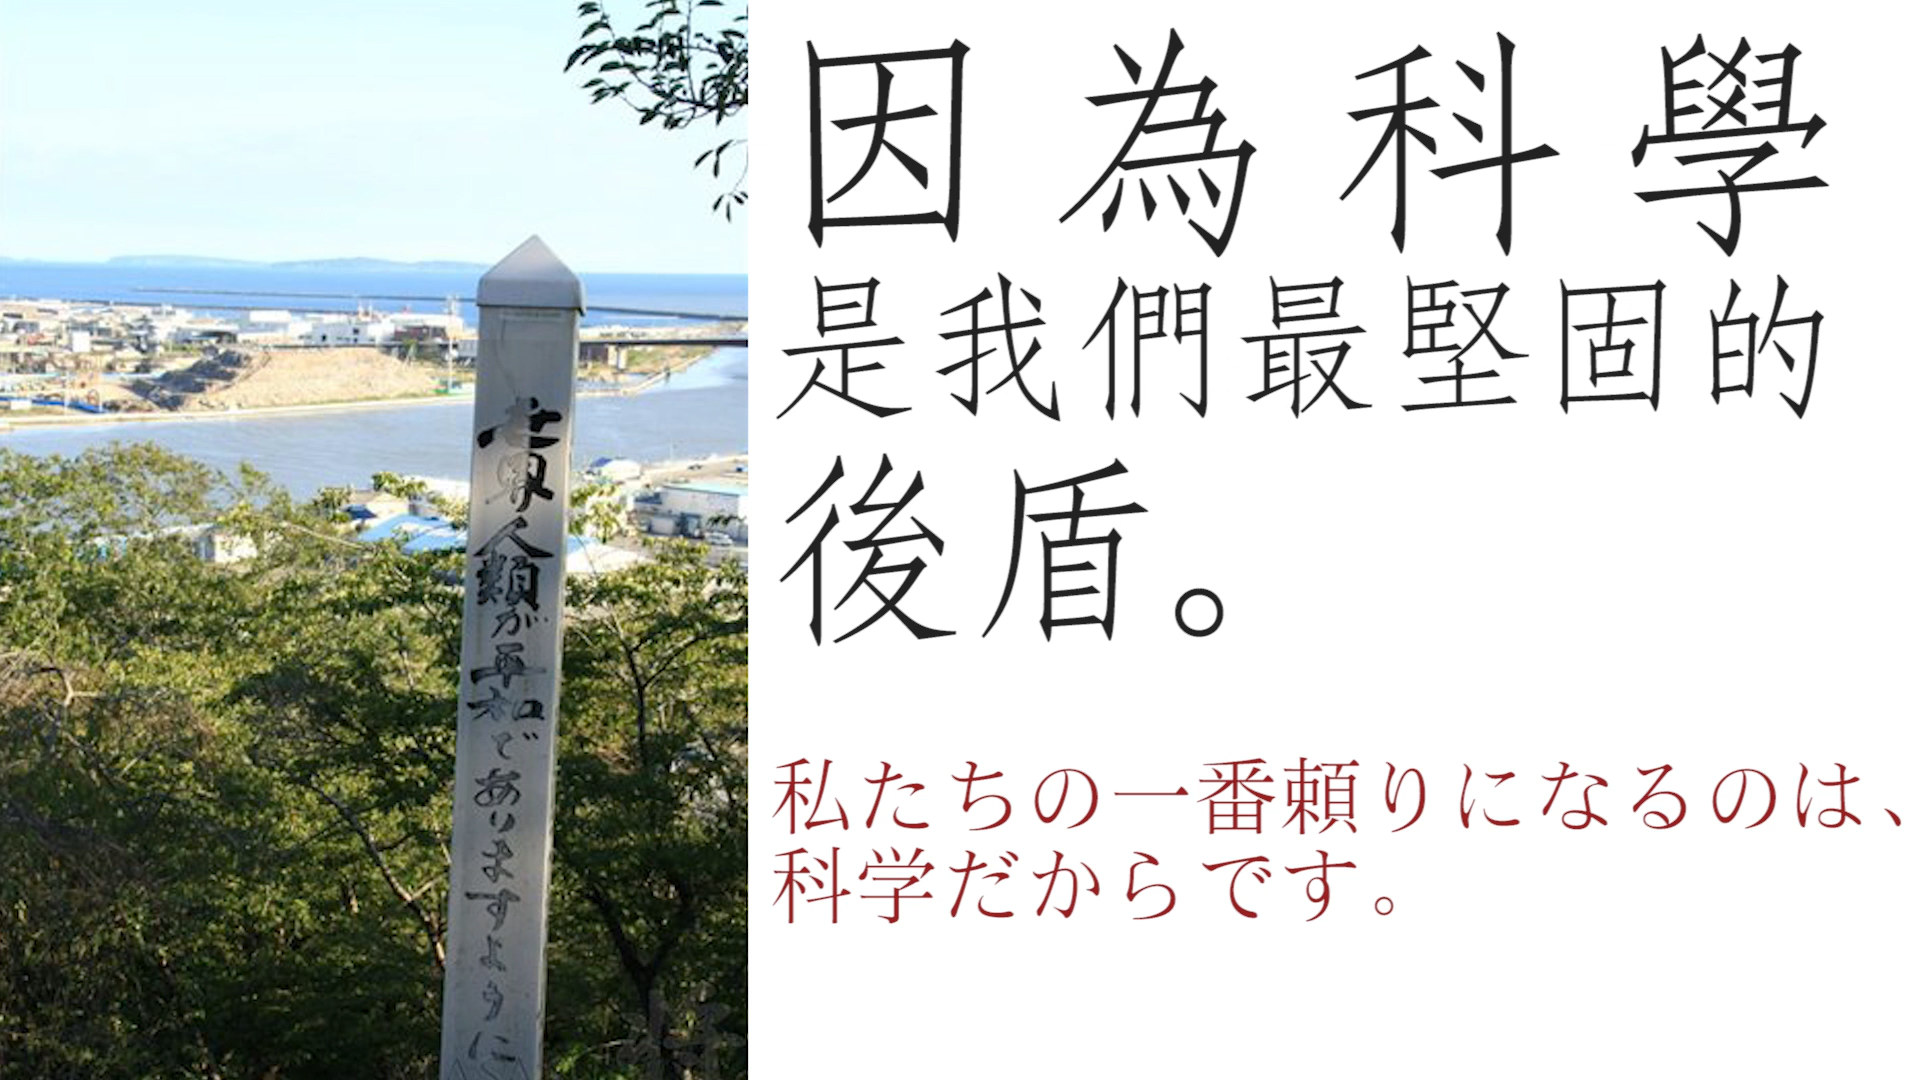 世界人類が平和でありますように
因為科學
是我們最堅固的
後盾。
私たちの一番頼りになるのは、
科学だからです。